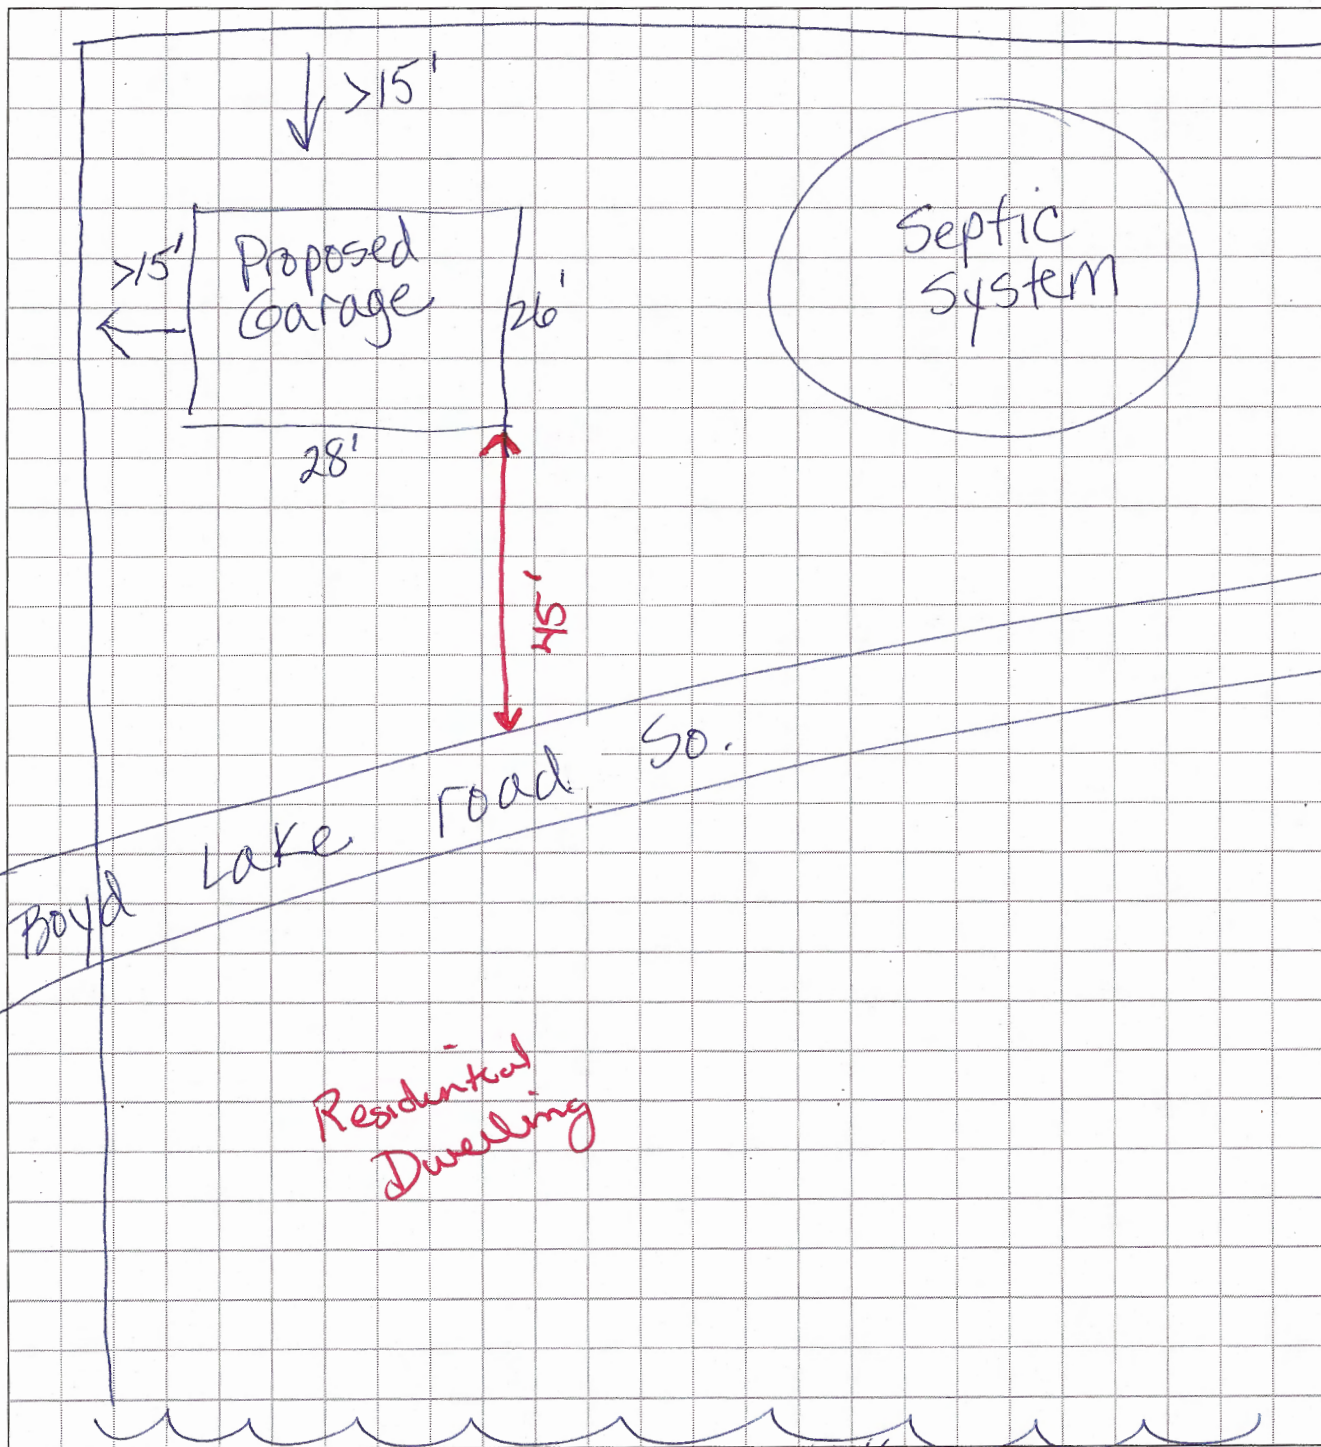 >15'
>15'
Proposed
Garage
26'
28'
Septic
System
45'
Boyd Lake road So.
Residential
Dwelling